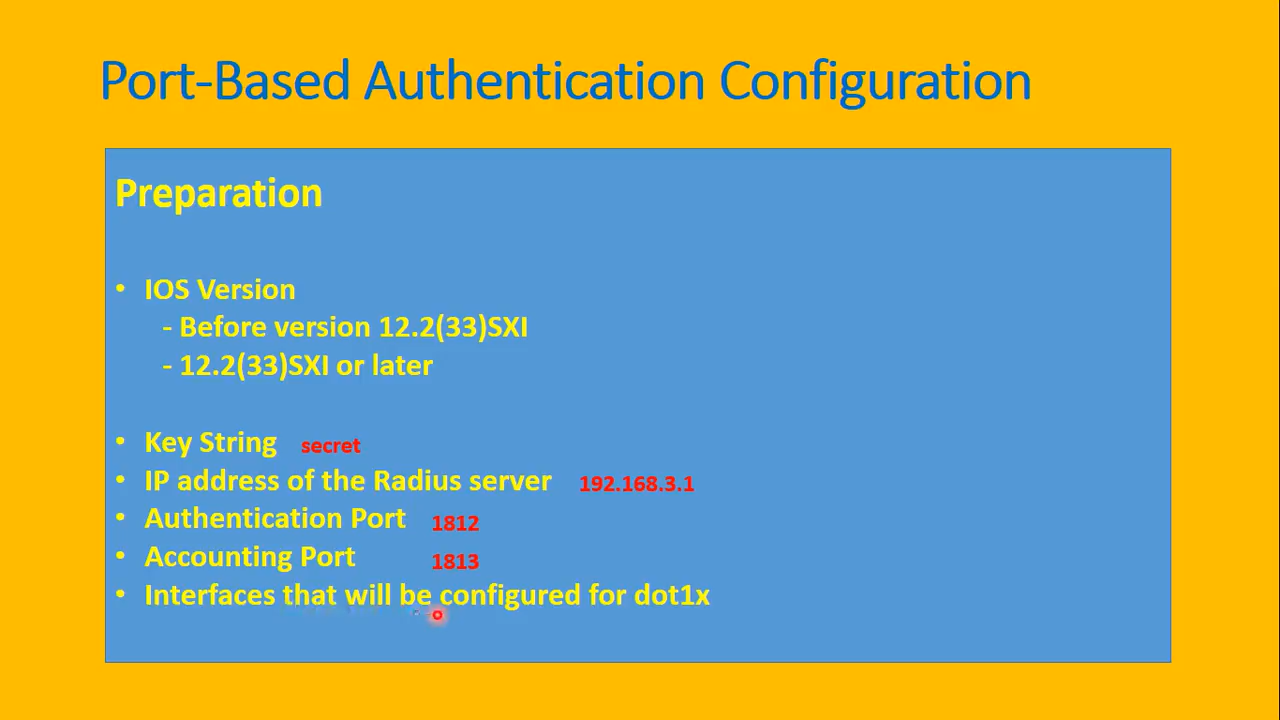 Port-Based Authentication Configuration
Preparation
• IOS Version
- Before version 12.2(33)SXI
- 12.2(33)SXI or later
• Key String secret
• IP address of the Radius server 192.168.3.1
• Authentication Port 1812
• Accounting Port 1813
• Interfaces that will be configured for dot1x